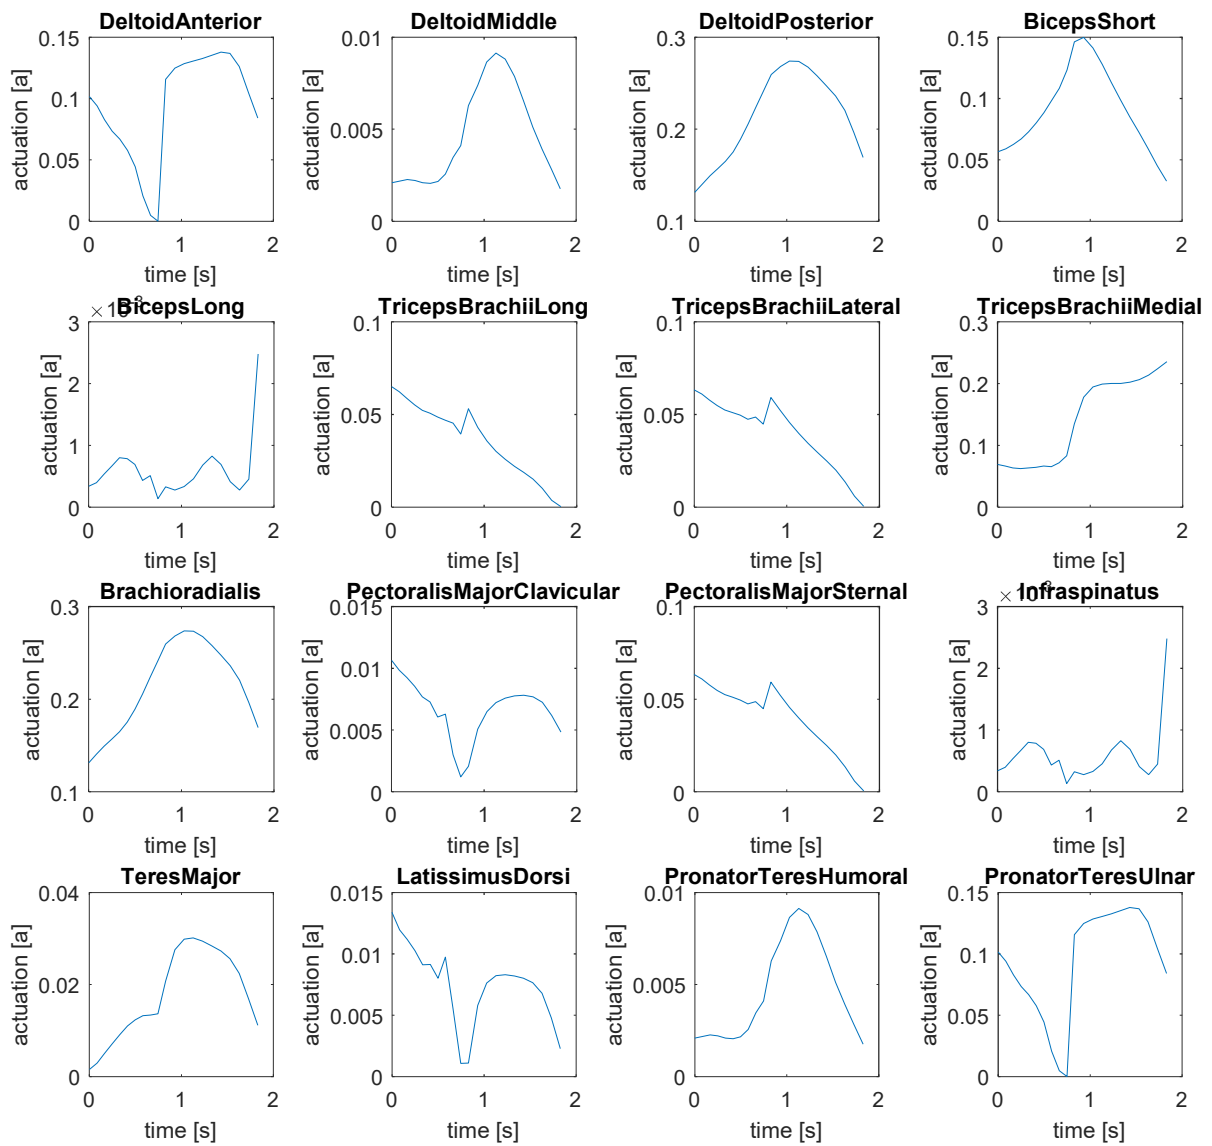 DeltoidAnterior DeltoidMiddle DeltoidPosterior BicepsShort
0.15 0.01 0.3 0.15
0.1 0.005 0.2 0.1
0.05 0.05
0 0 0.1 0
actuation [a] actuation [a] actuation [a] actuation [a]
0 1 2 0 1 2 0 1 2 0 1 2
time [s] time [s] time [s] time [s]
× 10-3
BicepsLong TricepsBrachiiLong TricepsBrachiiLateral TricepsBrachiiMedial
3 0.1 0.1 0.3
2 0.05 0.05 0.2
1 0.1
0 0 0 0
actuation [a] actuation [a] actuation [a] actuation [a]
0 1 2 0 1 2 0 1 2 0 1 2
time [s] time [s] time [s] time [s]
× 10-3
Brachioradialis PectoralisMajorClavicular PectoralisMajorSternal Infraspinatus
0.3 0.015 0.1 3
0.2 0.01 0.05 2
0.005 1
0.1 0 0 0
actuation [a] actuation [a] actuation [a] actuation [a]
0 1 2 0 1 2 0 1 2 0 1 2
time [s] time [s] time [s] time [s]
TeresMajor LatissimusDorsi PronatorTeresHumoral PronatorTeresUlnar
0.04 0.015 0.01 0.15
0.02 0.01 0.005 0.1
0.005 0.05
0 0 0 0
actuation [a] actuation [a] actuation [a] actuation [a]
0 1 2 0 1 2 0 1 2 0 1 2
time [s] time [s] time [s] time [s]